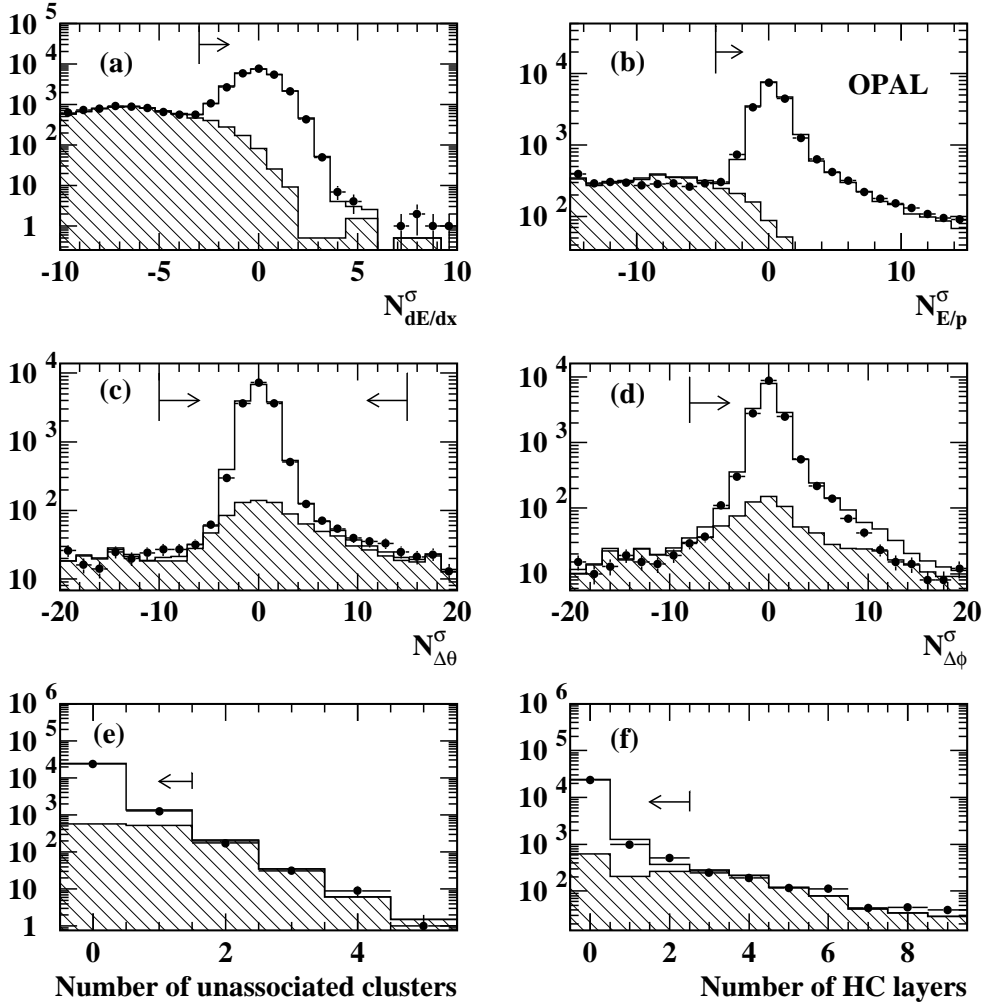 10^5
10^4
10^3
10^2
10
1
(a)
-10 -5 0 5 10
N^σ_dE/dx
10^4
10^3
10^2
(b)
OPAL
-10 0 10
N^σ_E/p
10^4
10^3
10^2
10
(c)
-20 -10 0 10 20
N^σ_Δθ
10^4
10^3
10^2
10
(d)
-20 -10 0 10 20
N^σ_Δϕ
10^6
10^5
10^4
10^3
10^2
10
1
(e)
0 2 4
Number of unassociated clusters
10^6
10^5
10^4
10^3
10^2
(f)
0 2 4 6 8
Number of HC layers